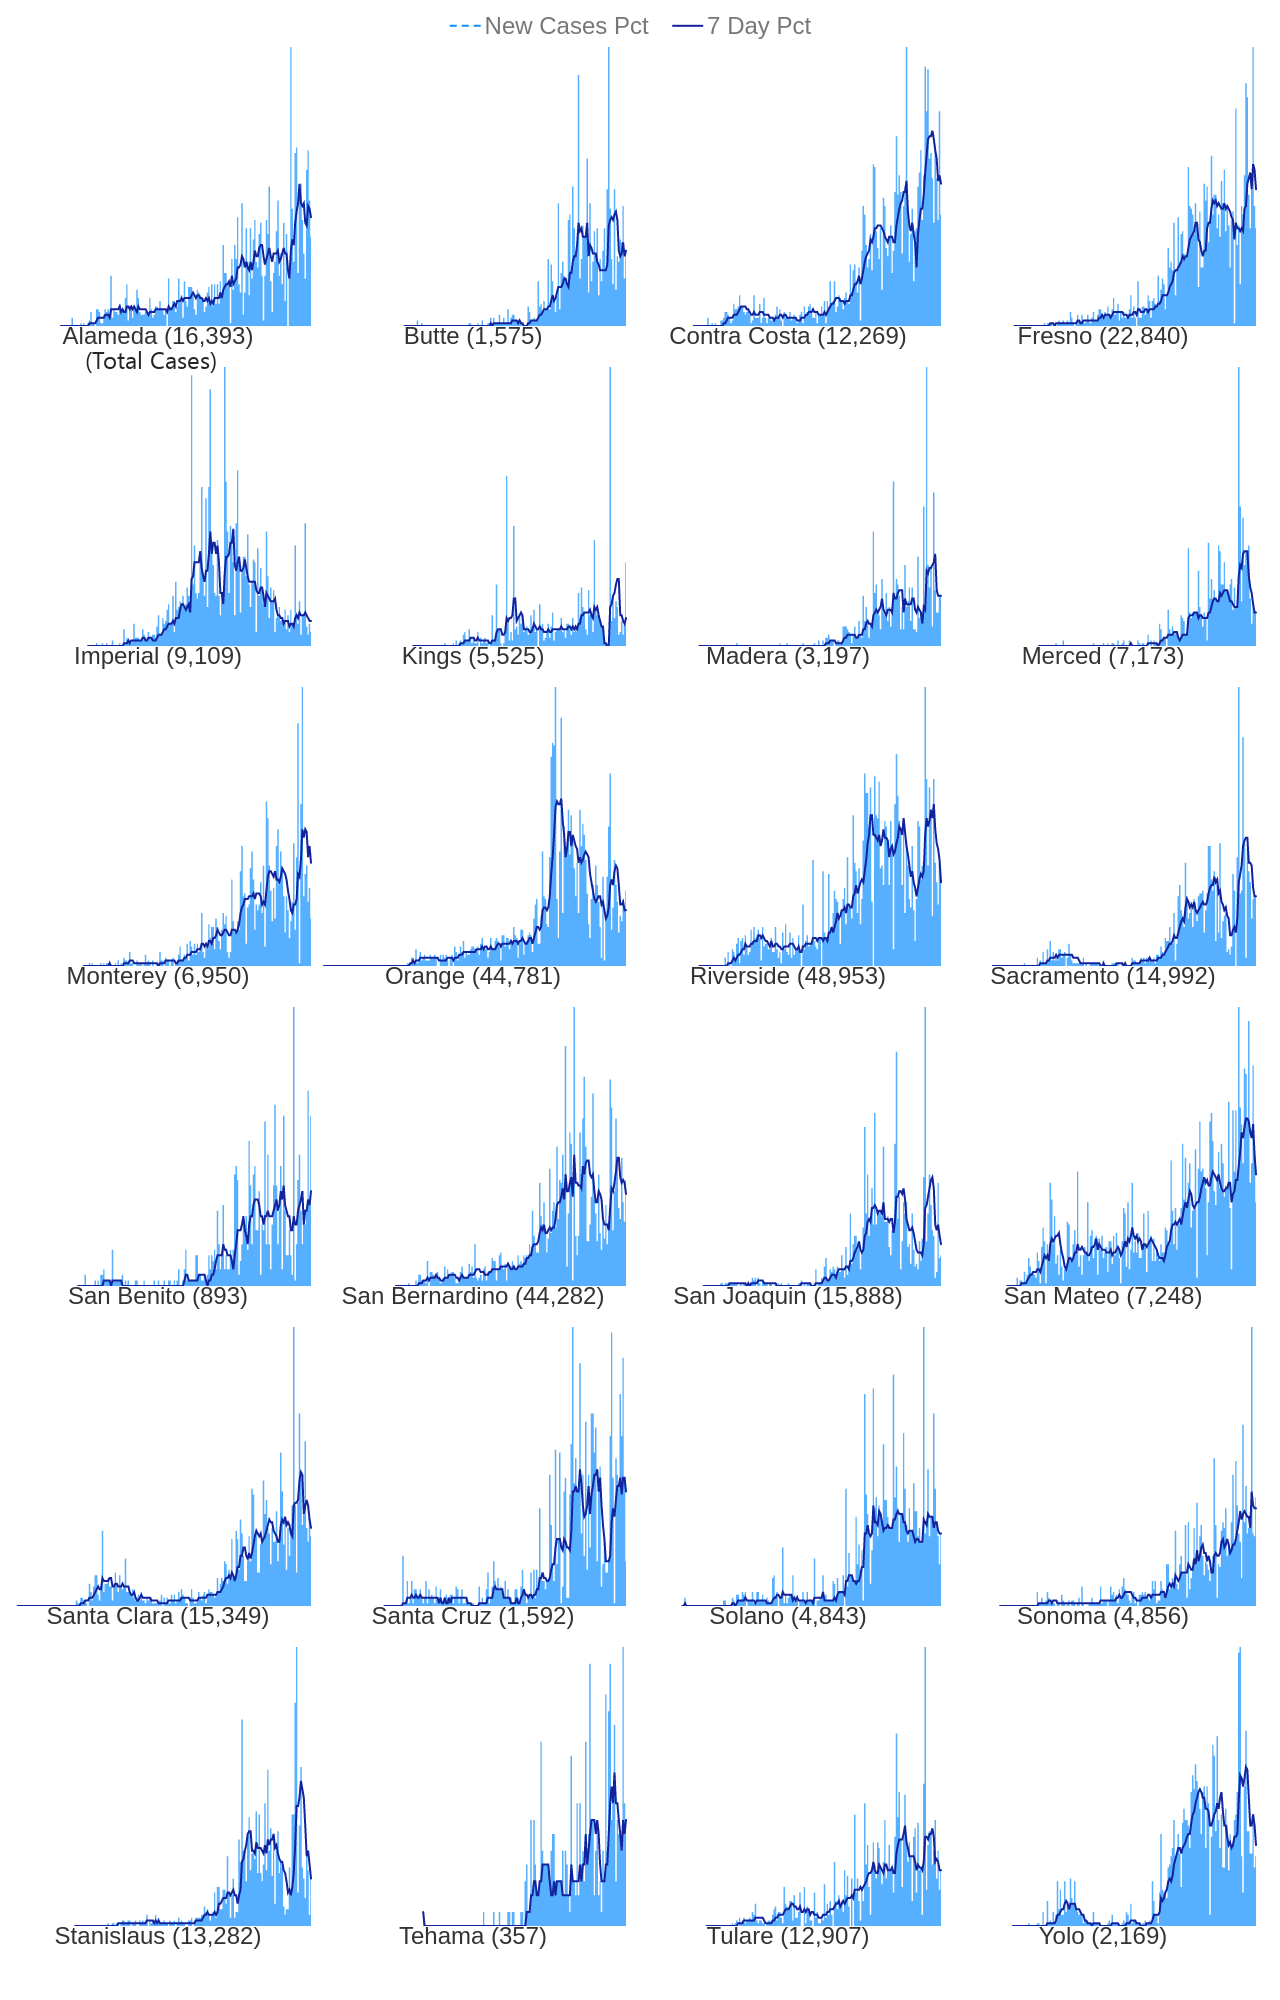 New Cases Pct 7 Day Pct
Alameda (16,393) Butte (1,575) Contra Costa (12,269) Fresno (22,840)
(Total Cases)
Imperial (9,109) Kings (5,525) Madera (3,197) Merced (7,173)
Monterey (6,950) Orange (44,781) Riverside (48,953) Sacramento (14,992)
San Benito (893) San Bernardino (44,282) San Joaquin (15,888) San Mateo (7,248)
Santa Clara (15,349) Santa Cruz (1,592) Solano (4,843) Sonoma (4,856)
Stanislaus (13,282) Tehama (357) Tulare (12,907) Yolo (2,169)